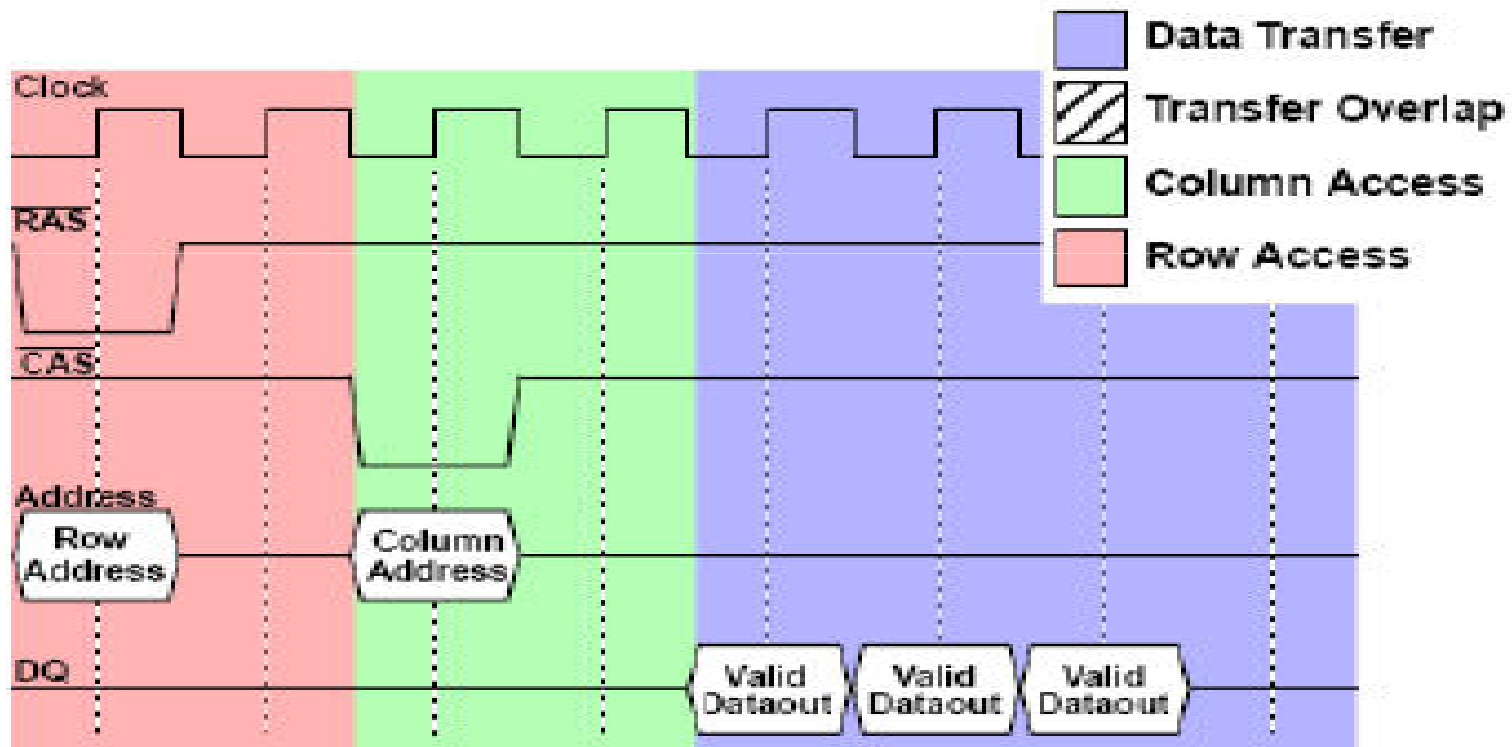 Data Transfer
Transfer Overlap
Column Access
Row Access
Clock
RAS
CAS
Address
Row
Address
Column
Address
DQ
Valid
Dataout
Valid
Dataout
Valid
Dataout